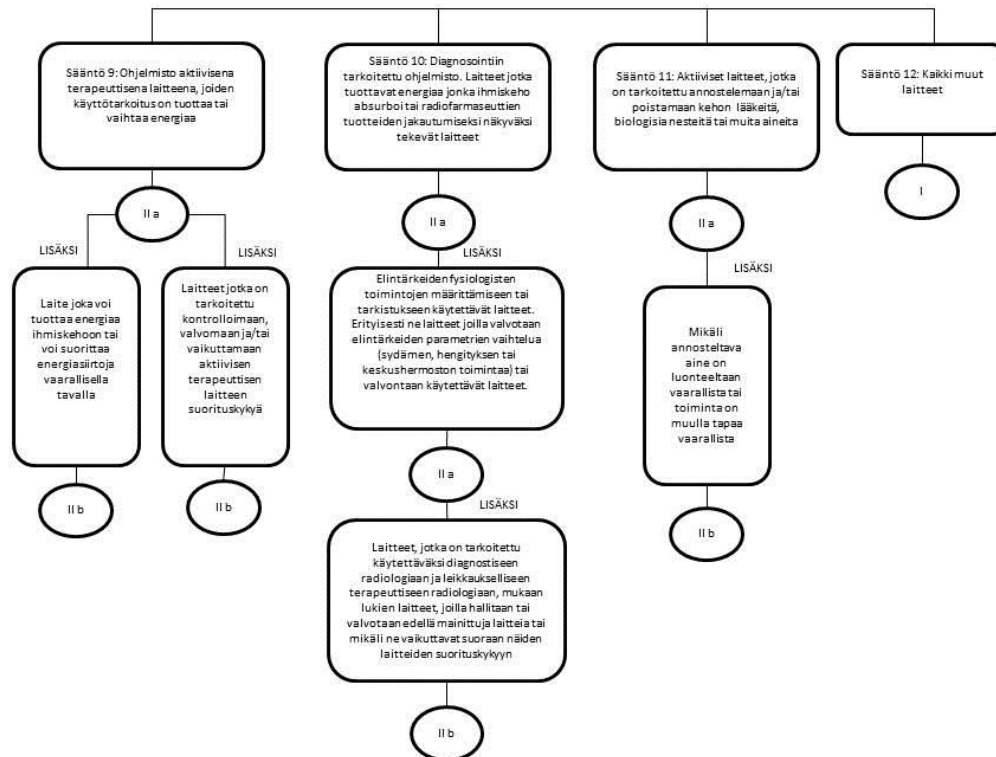 Sääntö 9: Ohjelmisto aktiivisena
terapeuttisena laitteena, joiden
käyttötarkoitus on tuottaa tai
vaihtaa energiaa
II a
LISÄKSI
LISÄKSI
Laite joka voi
tuottaa energiaa
ihmiskehoon tai
voi suorittaa
energiasiirtoja
vaarallisella
tavalla
II b
Laitteet jotka on
tarkoitettu
kontrolloimaan,
valvomaan ja/tai
vaikuttamaan
aktiivisen
terapeuttisen
laitteen
suorituskykyä
II b
Sääntö 10: Diagnosointiin
tarkoitettu ohjelmisto. Laitteet jotka
tuottavat energiaa jonka ihmiskeho
absurboi tai radiofarmaseuttien
tuotteiden jakautumiseksi näkyväksi
tekevät laitteet
II a
LISÄKSI
Elintärkeiden fysiologisten
toimintojen määrittämiseen tai
tarkistukseen käytettävät laitteet.
Erityisesti ne laitteet joilla valvotaan
elintärkeiden parametrien vaihtelua
(sydämen, hengityksen tai
keskushermoston toimintaa) tai
valvontaan käytettävät laitteet.
II a
LISÄKSI
Laitteet, jotka on tarkoitettu
käytettäväksi diagnostiseen
radiologiaan ja leikkaukselliseen
terapeuttiseen radiologiaan, mukaan
lukien laitteet, joilla hallitaan tai
valvotaan edellä mainittuja laitteia tai
mikäli ne vaikuttavat suoraan näiden
laitteiden suorituskykyyn
II b
Sääntö 11: Aktiiviset laitteet, jotka
on tarkoitettu annostelemaan ja/tai
poistamaan kehon lääkeitä,
biologisia nesteitä tai muita aineita
II a
LISÄKSI
Mikäli
annosteltava
aine on
luonteeltaan
vaarallista tai
toiminta on
muulla tapaa
vaarallista
II b
Sääntö 12: Kaikki muut
laitteet
I